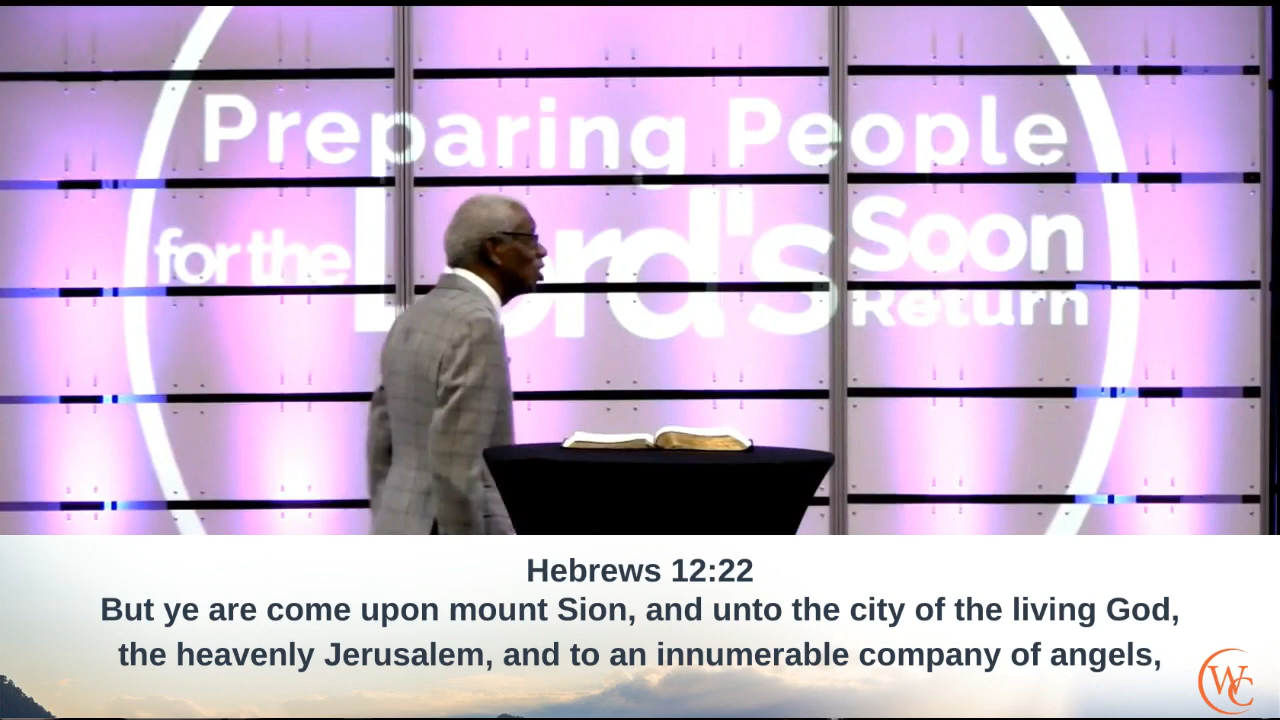 Preparing People
for the Lord's Soon
Return
Hebrews 12:22
But ye are come upon mount Sion, and unto the city of the living God,
the heavenly Jerusalem, and to an innumerable company of angels,
WC